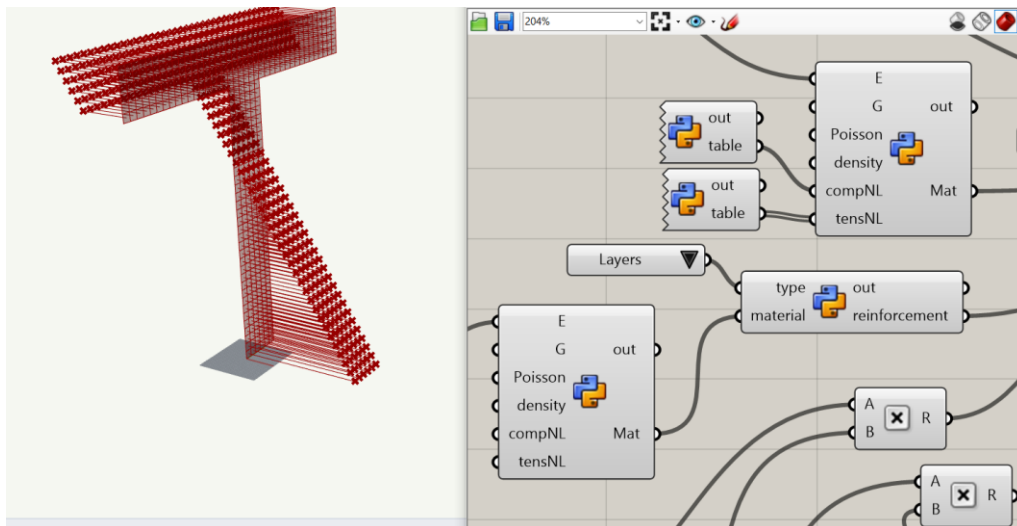 204%
E
G out
Poisson
density
compNL Mat
tensNL
out
table
out
table
Layers
type out
material reinforcement
E
G out
Poisson
density
compNL Mat
tensNL
A
B
R
A
B
R